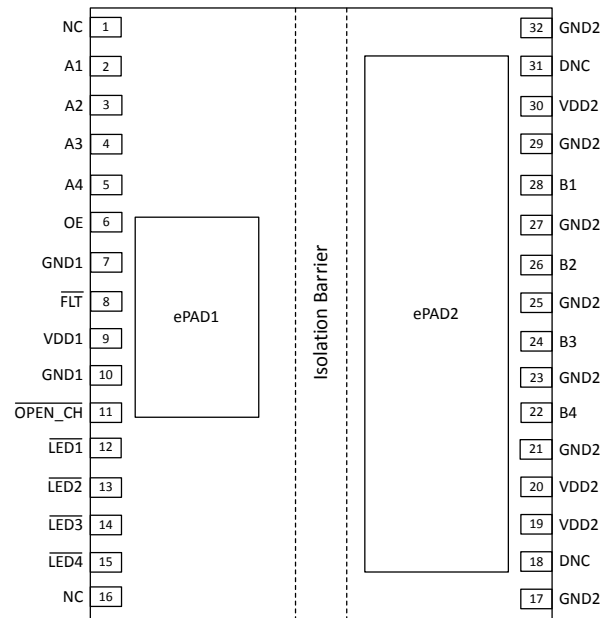 NC 1
A1 2
A2 3
A3 4
A4 5
OE 6
GND1 7
FLT 8
VDD1 9
GND1 10
OPEN_CH 11
LED1 12
LED2 13
LED3 14
LED4 15
NC 16
ePAD1
Isolation Barrier
ePAD2
32 GND2
31 DNC
30 VDD2
29 GND2
28 B1
27 GND2
26 B2
25 GND2
24 B3
23 GND2
22 B4
21 GND2
20 VDD2
19 VDD2
18 DNC
17 GND2